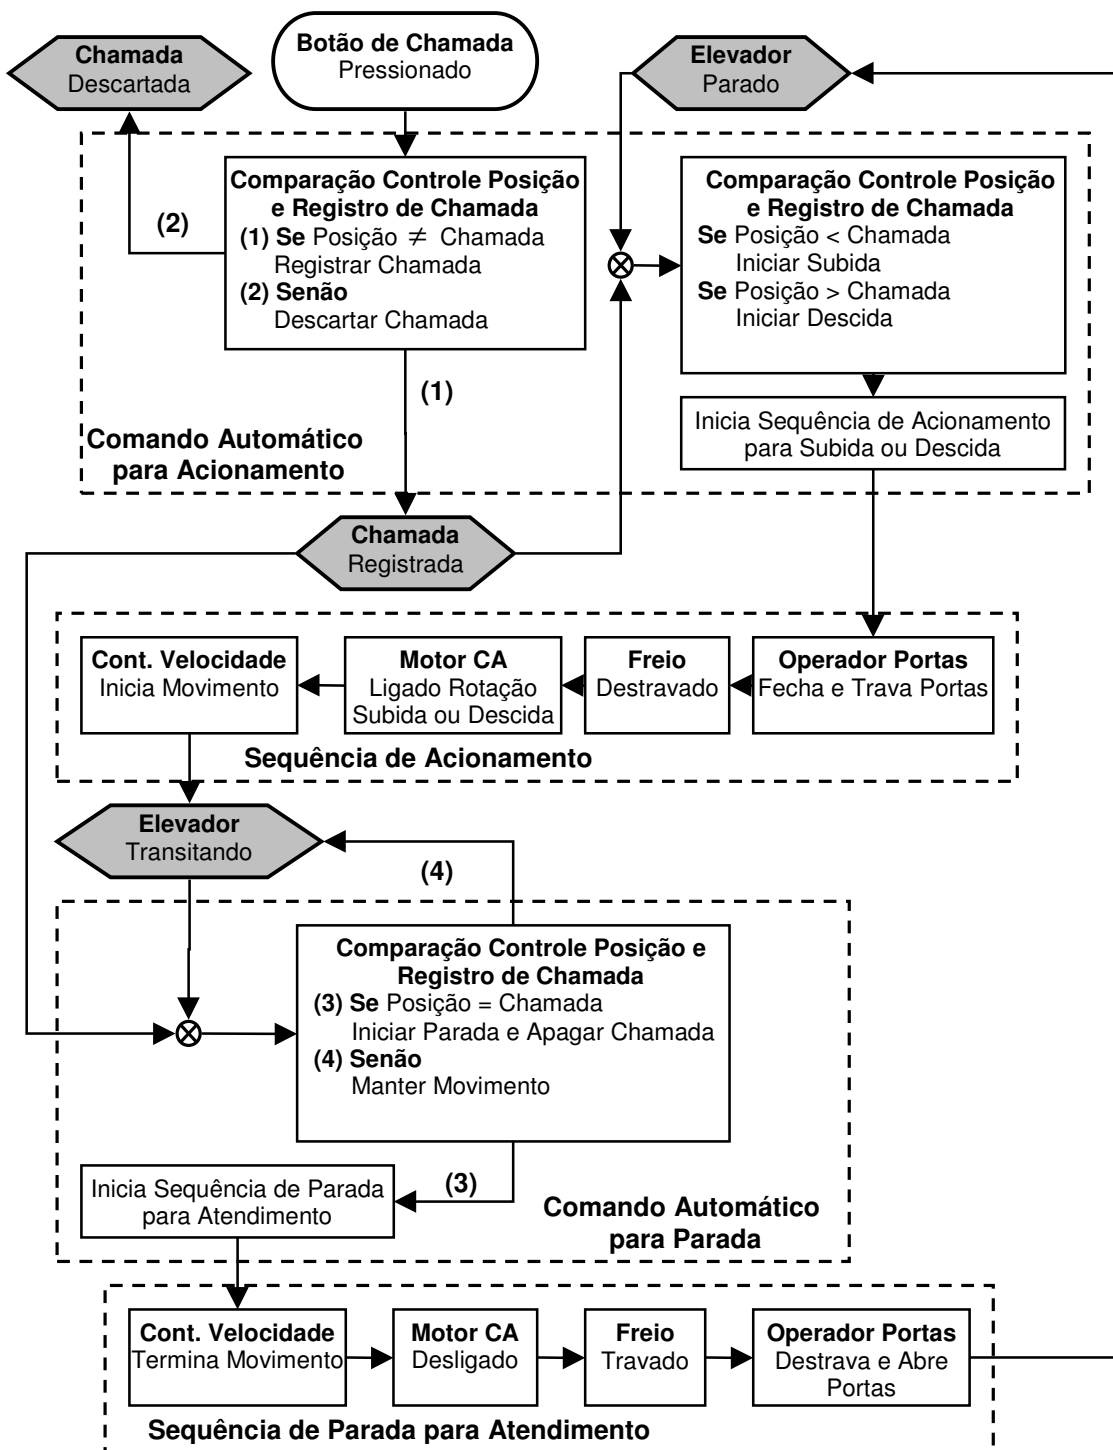 Chamada
Descartada
Botão de Chamada
Pressionado
Elevador
Parado
Comparação Controle Posição
e Registro de Chamada
(1) Se Posição ≠ Chamada
Registrar Chamada
(2) Senão
Descartar Chamada
(2)
(1)
Comparação Controle Posição
e Registro de Chamada
Se Posição < Chamada
Iniciar Subida
Se Posição > Chamada
Iniciar Descida
Inicia Sequência de Acionamento
para Subida ou Descida
Comando Automático
para Acionamento
Chamada
Registrada
Cont. Velocidade
Inicia Movimento
Motor CA
Ligado Rotação
Subida ou Descida
Freio
Destravado
Operador Portas
Fecha e Trava Portas
Sequência de Acionamento
Elevador
Transitando
(4)
Comparação Controle Posição e
Registro de Chamada
(3) Se Posição = Chamada
Iniciar Parada e Apagar Chamada
(4) Senão
Manter Movimento
Inicia Sequência de Parada
para Atendimento
(3)
Comando Automático
para Parada
Cont. Velocidade
Termina Movimento
Motor CA
Desligado
Freio
Travado
Operador Portas
Destrava e Abre
Portas
Sequência de Parada para Atendimento